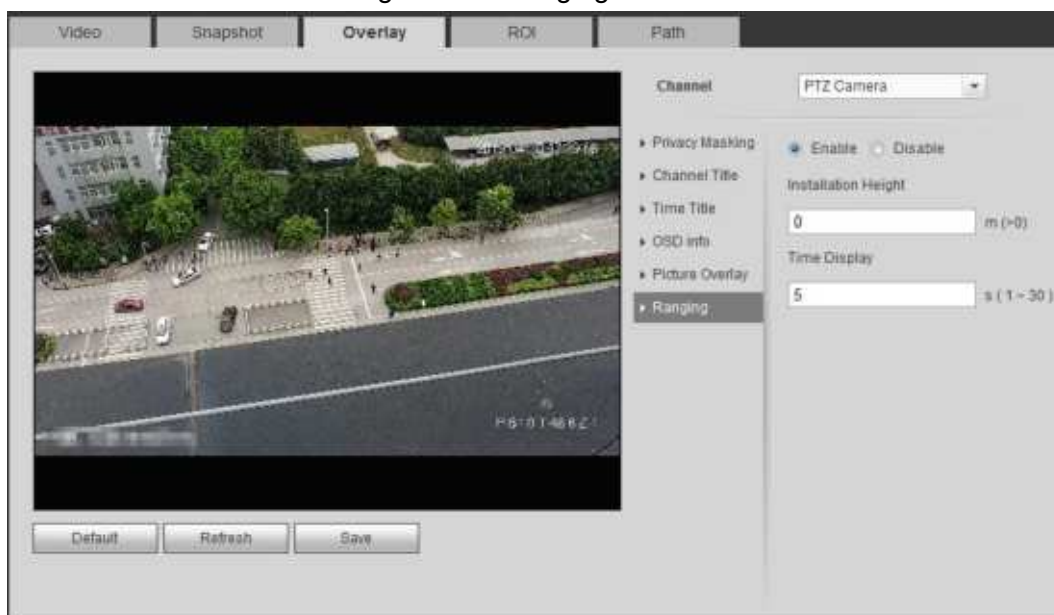 Video Snapshot Overlay ROI Path
Channel PTZ Camera
Privacy Masking
Channel Title
Time Title
OSD info
Picture Overlay
Ranging
Enable Disable
Installation Height
0 m (>0)
Time Display
5 s ( 1 ~ 30 )
Default Refresh Save